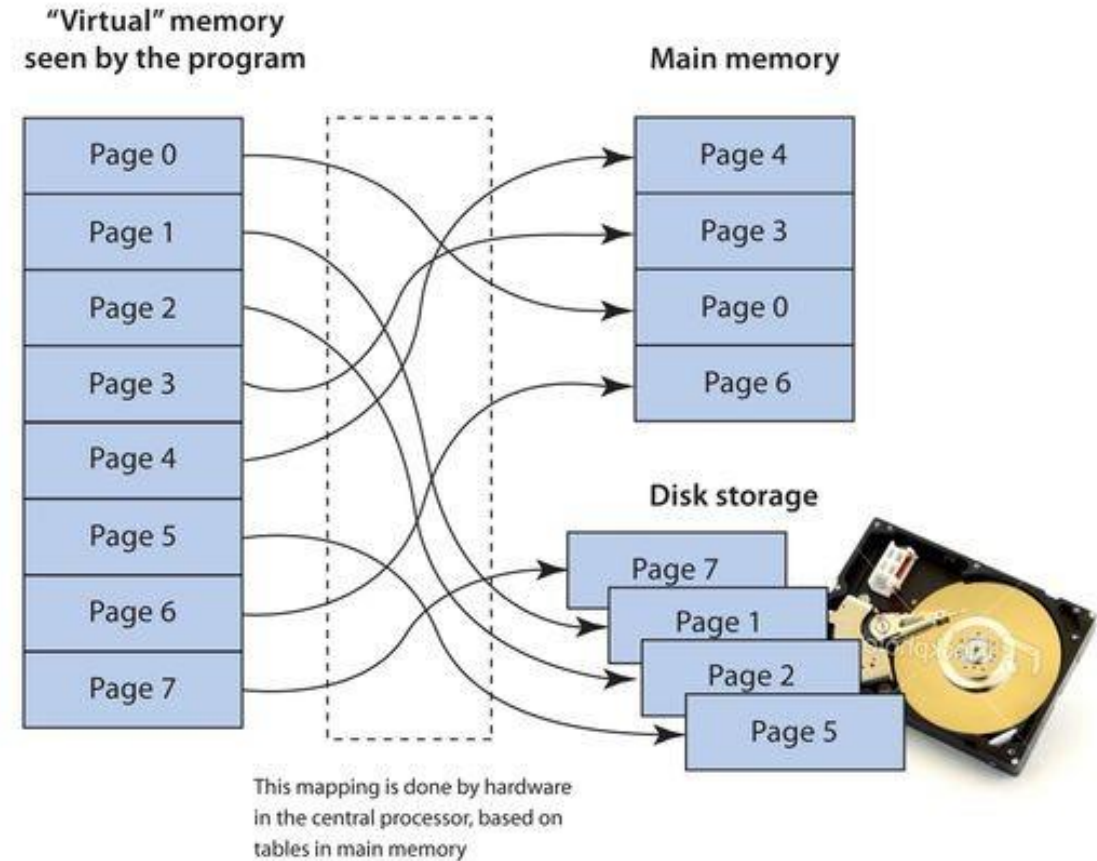 “Virtual” memory
seen by the program
Main memory
Page 0
Page 1
Page 2
Page 3
Page 4
Page 5
Page 6
Page 7
Page 4
Page 3
Page 0
Page 6
Disk storage
Page 7
Page 1
Page 2
Page 5
This mapping is done by hardware
in the central processor, based on
tables in main memory